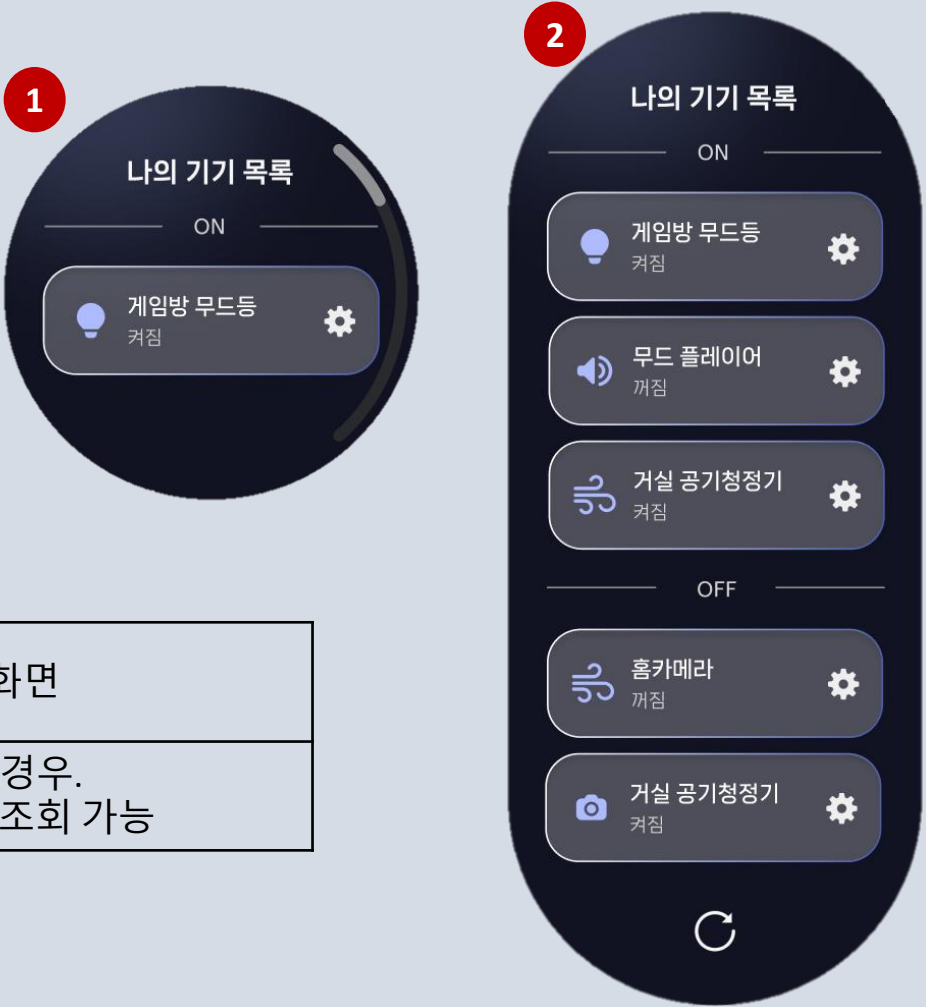 1
나의 기기 목록
ON
게임방 무드등
켜짐
화면
경우.
조회 가능
2
나의 기기 목록
ON
게임방 무드등
켜짐
무드 플레이어
꺼짐
거실 공기청정기
켜짐
OFF
홈카메라
꺼짐
거실 공기청정기
켜짐